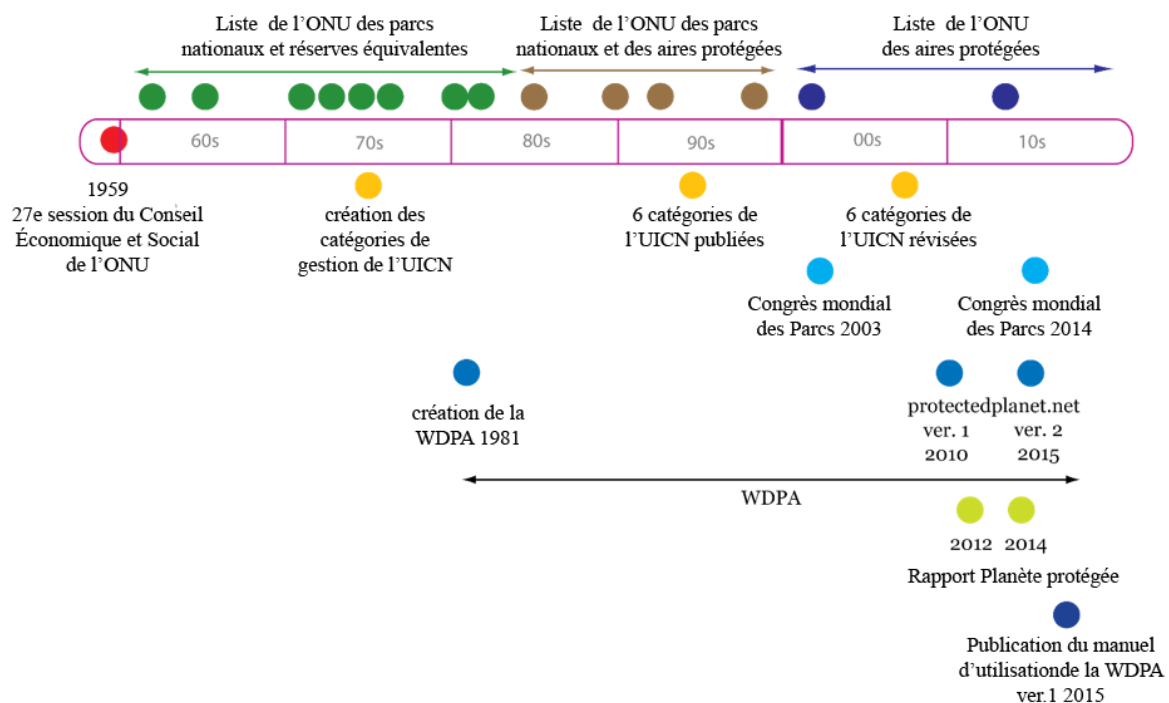 Liste de l'ONU des parcs
nationaux et réserves équivalentes
Liste de l'ONU des parcs
nationaux et des aires protégées
Liste de l'ONU
des aires protégées
60s
70s
80s
90s
00s
10s
1959
27e session du Conseil
Économique et Social
de l'ONU
création des
catégories de
gestion de l'UICN
6 catégories de
l'UICN publiées
6 catégories de
l'UICN révisées
Congrès mondial
des Parcs 2003
Congrès mondial
des Parcs 2014
création de la
WDPA 1981
protectedplanet.net
ver. 1
2010
ver. 2
2015
WDPA
2012
2014
Rapport Planète protégée
Publication du manuel
d'utilisationde la WDPA
ver.1 2015